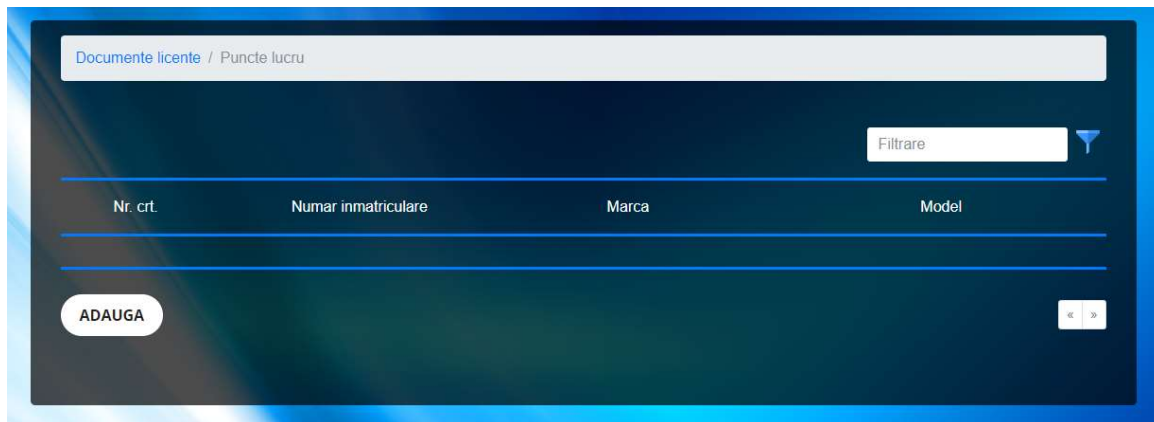 Documente licente / Puncte lucru
Filtrare
Nr. crt. Numar inmatriculare Marca Model
ADAUGA
« »